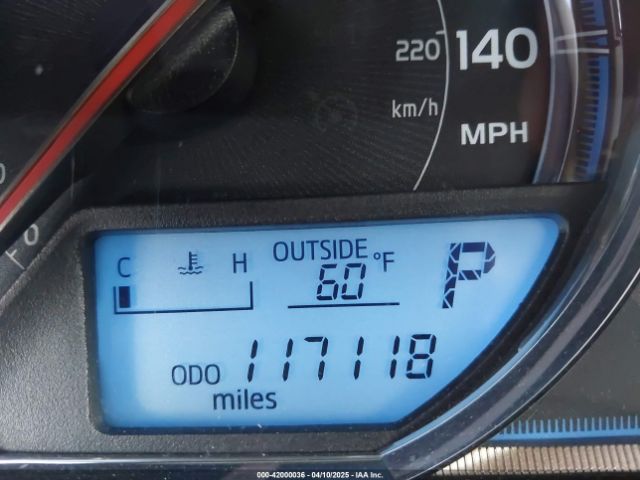 220 140
km/h
MPH
0
F
C H OUTSIDE 60 °F P
ODO 117118
miles
000-42000036 - 04/10/2025 - IAA Inc.